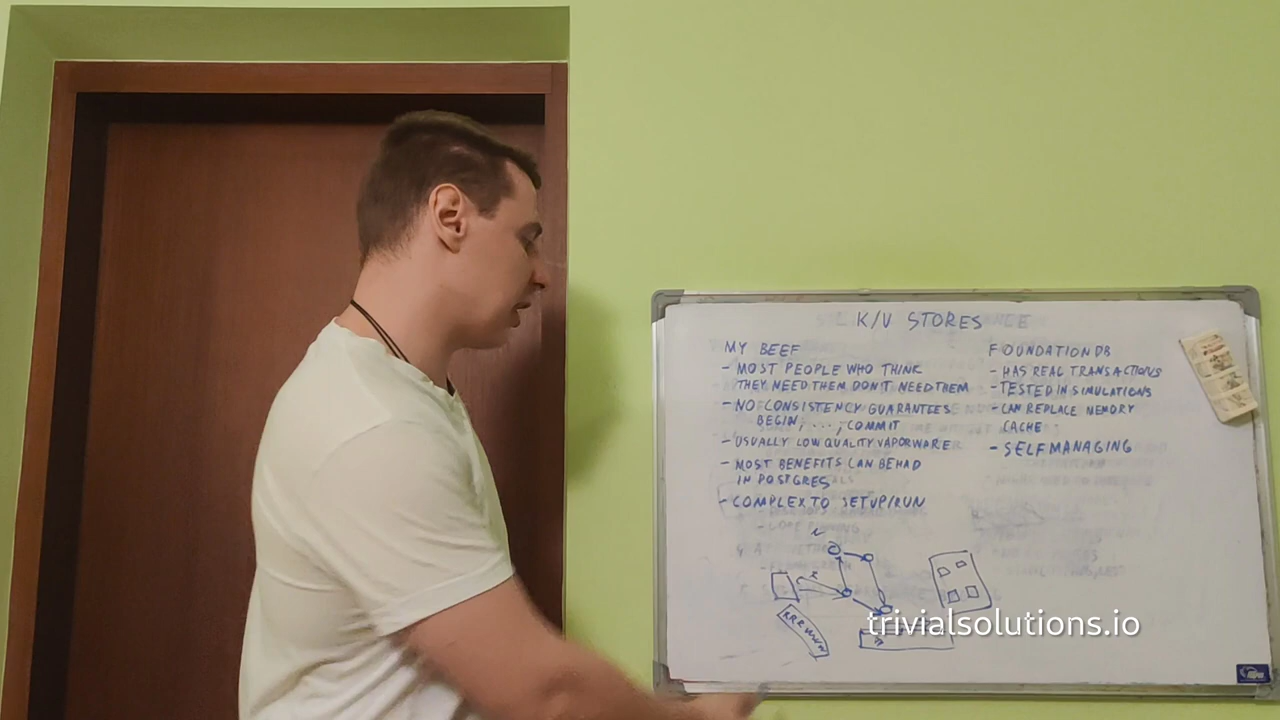 K/V STORES
MY BEEF
- MOST PEOPLE WHO THINK
THEY NEED THEM DON'T NEED THEM
- NO CONSISTENCY GUARANTEES
BEGIN; ...; COMMIT
- USUALLY LOW QUALITY VAPORWARE
- MOST BENEFITS CAN BE HAD
IN POSTGRES
- COMPLEX TO SETUP/RUN
FOUNDATIONDB
- HAS REAL TRANSACTIONS
- TESTED IN SIMULATIONS
- CAN REPLACE MEMORY
CACHE
- SELF MANAGING
trivialsolutions.io